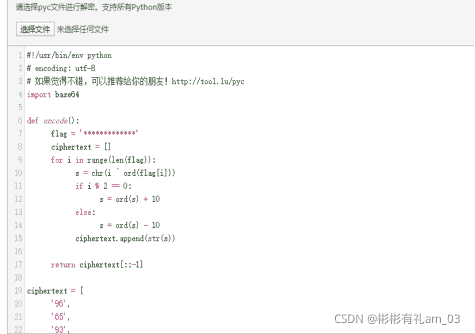 请选择pyc文件进行解密。支持所有Python版本
选择文件 未选择任何文件
1 #!/usr/bin/env python
2 # encoding: utf-8
3 # 如果觉得不错，可以推荐给你的朋友！http://tool.lu/pyc
4 import base64
5
6 def encode():
7 flag = '*************'
8 ciphertext = []
9 for i in range(len(flag)):
10 s = chr(i ^ ord(flag[i]))
11 if i % 2 == 0:
12 s = ord(s) + 10
13 else:
14 s = ord(s) - 10
15 ciphertext.append(str(s))
16
17 return ciphertext[::-1]
18
19 ciphertext = [
20 '96',
21 '65',
22 '93',
CSDN @彬彬有礼am_03